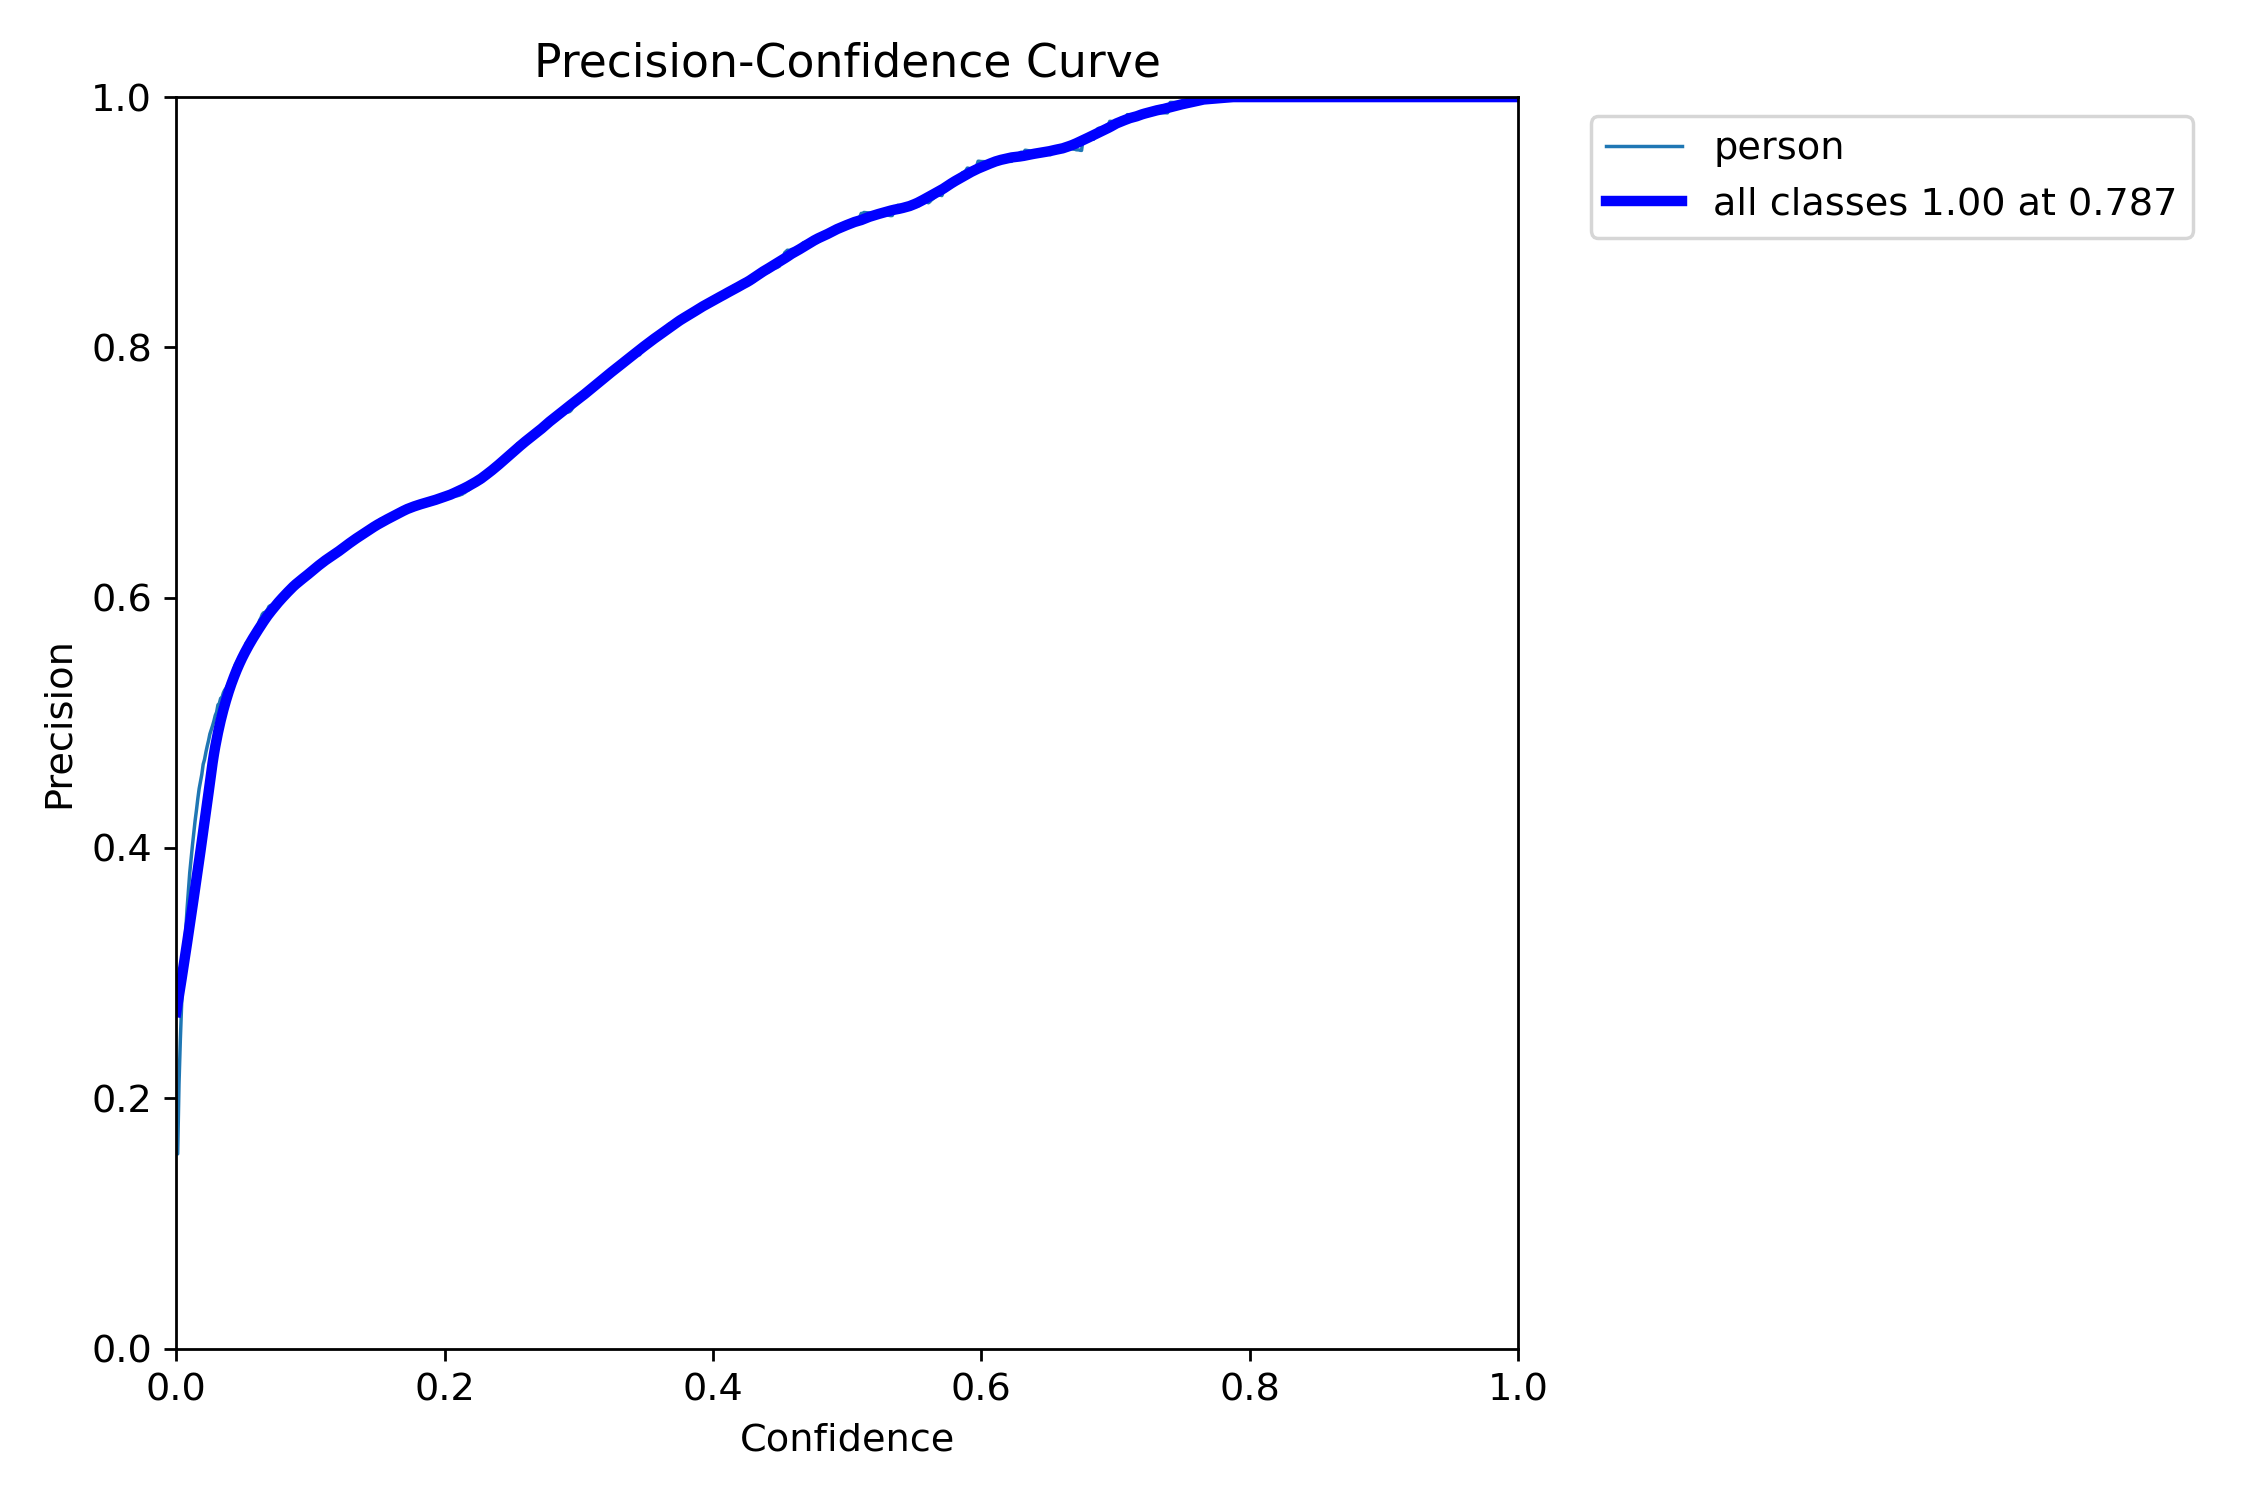 Precision-Confidence Curve
1.0
0.8
0.6
0.4
0.2
0.0
Precision
0.0 0.2 0.4 0.6 0.8 1.0
Confidence
person
all classes 1.00 at 0.787